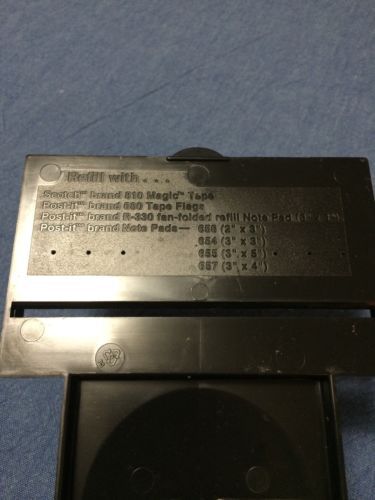 Refill with . . .
Scotch™ brand 810 Magic™ Tape
Post-it™ brand 680 Tape Flags
Post-it™ brand R-330 fan-folded refill Note Pad (3" x 3")
Post-it™ brand Note Pads— 656 (2" x 3")
654 (3" x 3")
655 (3" x 5")
657 (3" x 4")